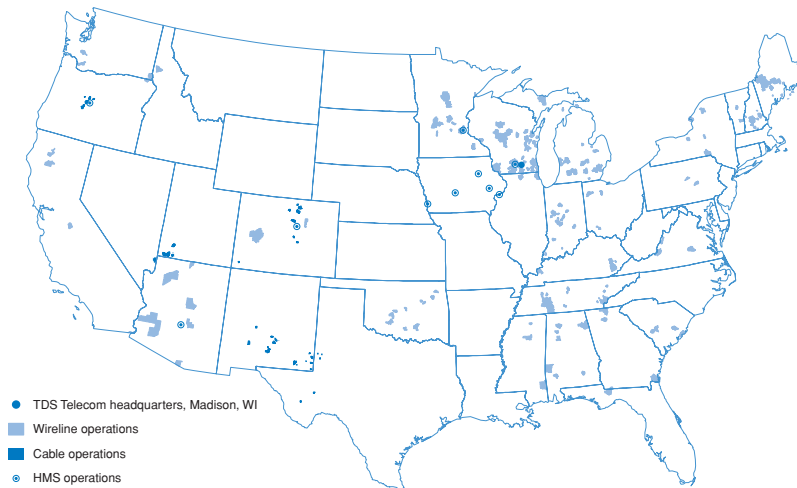 TDS Telecom headquarters, Madison, WI
Wireline operations
Cable operations
HMS operations